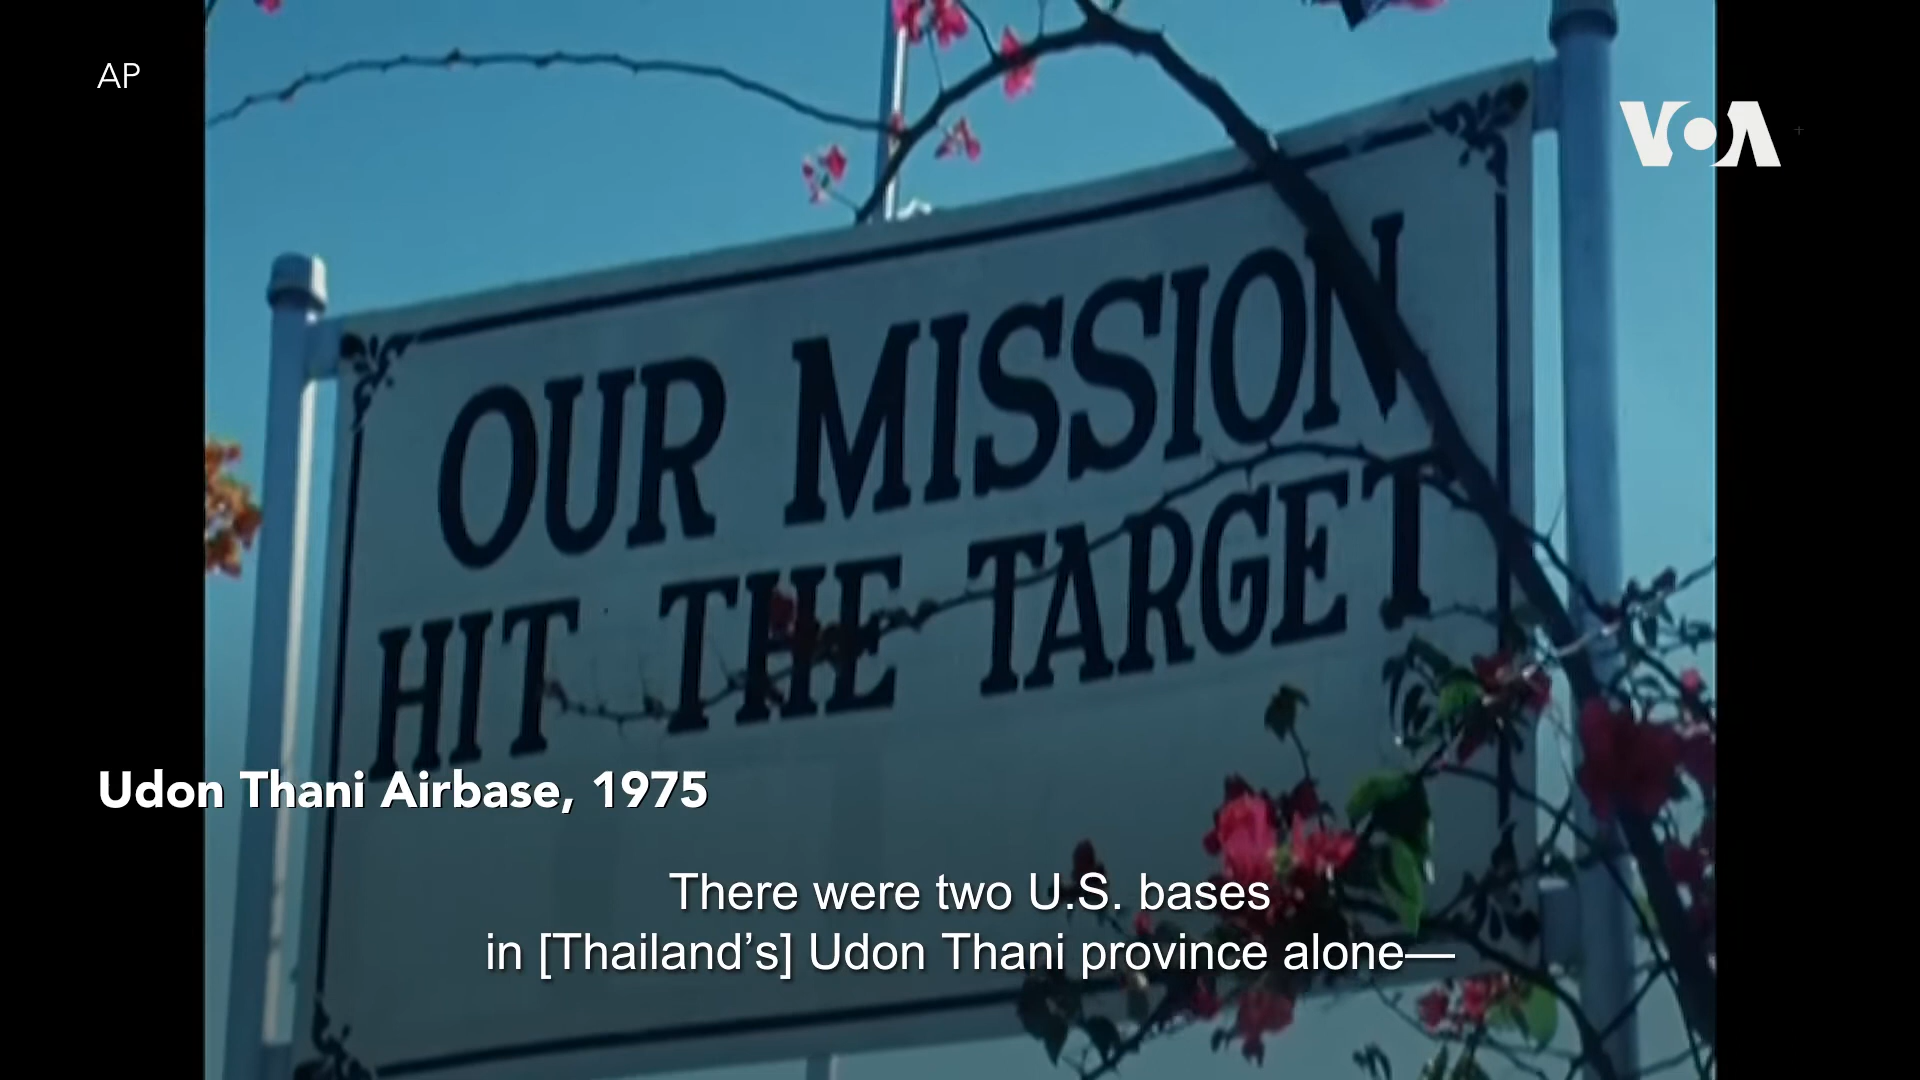 AP
VOA
OUR MISSION
HIT THE TARGET
Udon Thani Airbase, 1975
There were two U.S. bases
in [Thailand’s] Udon Thani province alone—